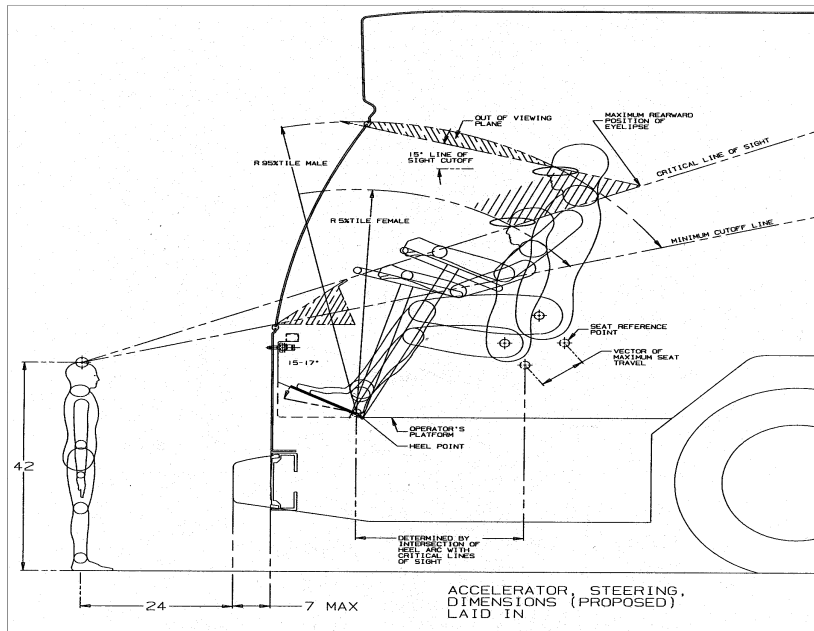 OUT OF VIEWING
PLANE
MAXIMUM REARWARD
POSITION OF
EYELIPSE
15° LINE OF
SIGHT CUTOFF
CRITICAL LINE OF SIGHT
R 95%TILE MALE
R 5%TILE FEMALE
MINIMUM CUTOFF LINE
SEAT REFERENCE
POINT
15-17°
VECTOR OF
MAXIMUM SEAT
TRAVEL
OPERATOR'S
PLATFORM
HEEL POINT
42
DETERMINED BY
INTERSECTION OF
HEEL ARC WITH
CRITICAL LINES
OF SIGHT
24
7 MAX
ACCELERATOR, STEERING,
DIMENSIONS (PROPOSED)
LAID IN